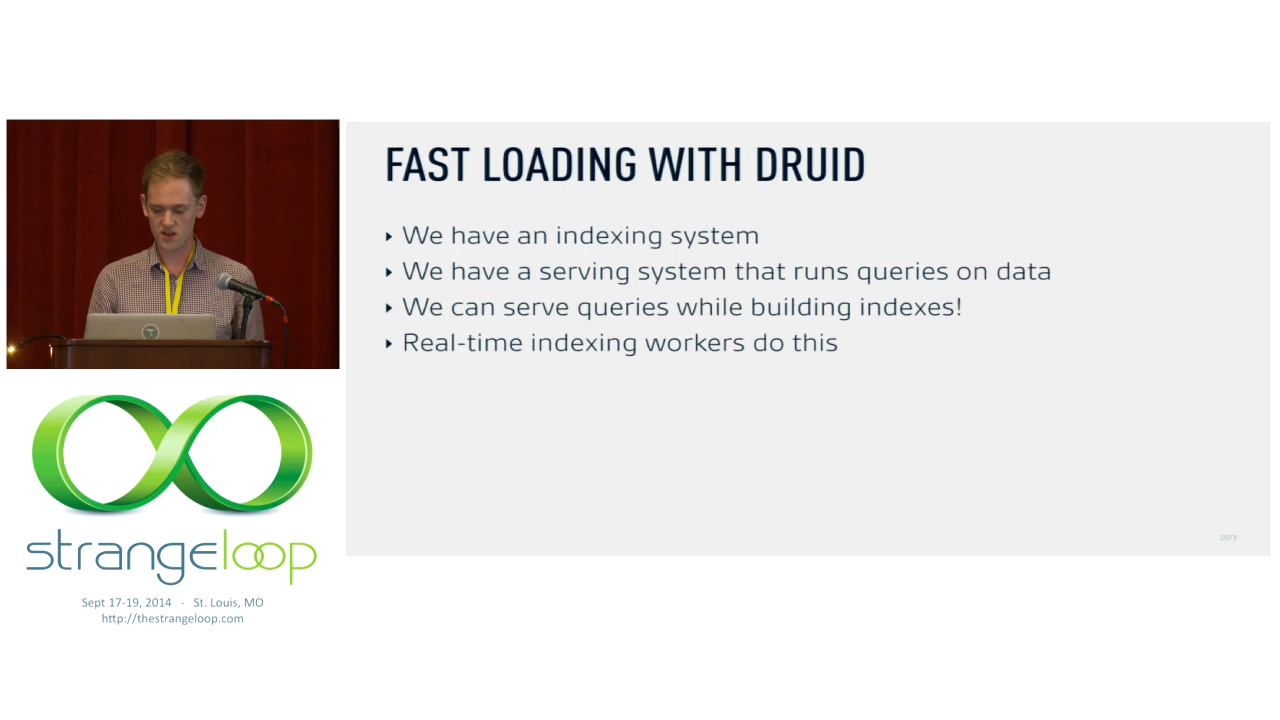 FAST LOADING WITH DRUID
We have an indexing system
We have a serving system that runs queries on data
We can serve queries while building indexes!
Real-time indexing workers do this
2013
strangeloop
Sept 17-19, 2014 - St. Louis, MO
http://thestrangeloop.com